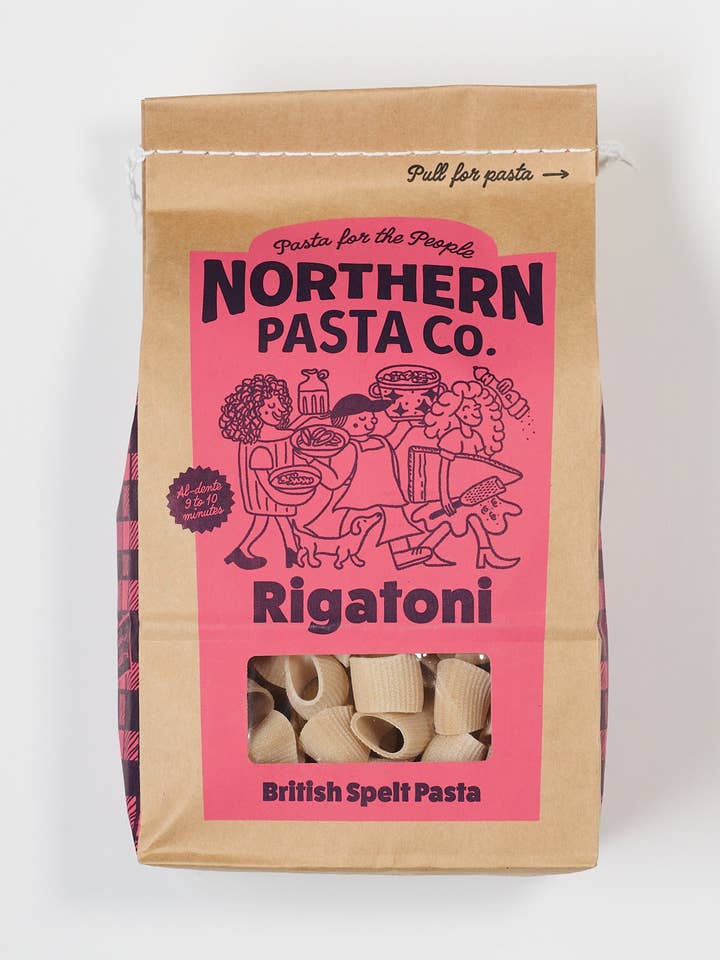 Pull for pasta →
Pasta for the People
NORTHERN
PASTA CO.
Al-dente
9 to 10
minutes
Rigatoni
British Spelt Pasta